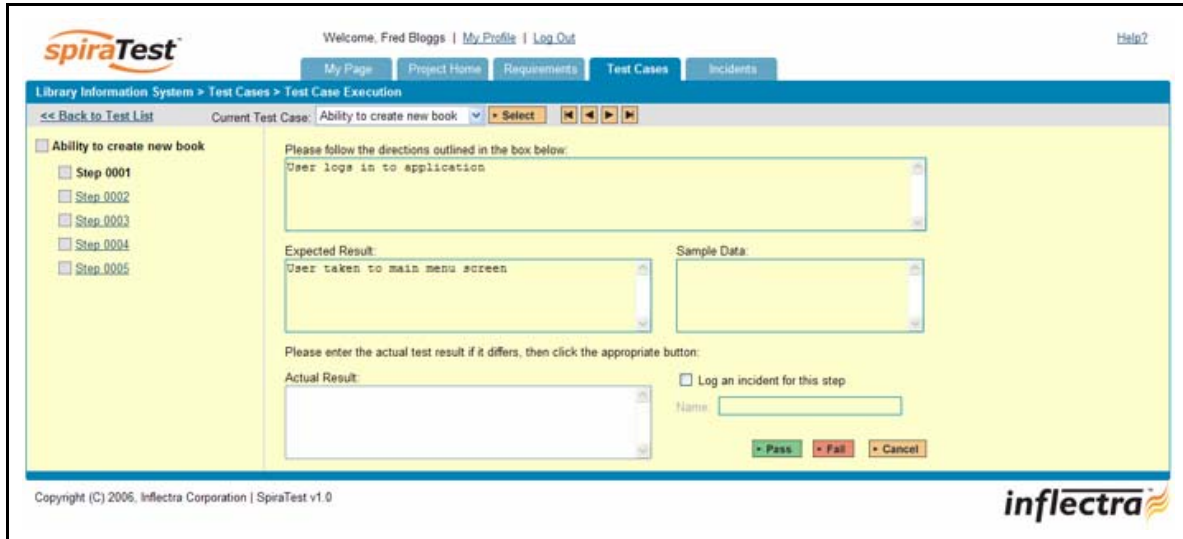 spiraTest™
Welcome, Fred Bloggs | My Profile | Log Out
Help?
My Page
Project Home
Requirements
Test Cases
Incidents
Library Information System > Test Cases > Test Case Execution
<< Back to Test List
Current Test Case: Ability to create new book
Select
Ability to create new book
Step 0001
Step 0002
Step 0003
Step 0004
Step 0005
Please follow the directions outlined in the box below:
User logs in to application
Expected Result:
User taken to main menu screen
Sample Data:
Please enter the actual test result if it differs, then click the appropriate button:
Actual Result:
Log an incident for this step
Name:
Pass
Fail
Cancel
Copyright (C) 2006, Inflectra Corporation | SpiraTest v1.0
inflectra